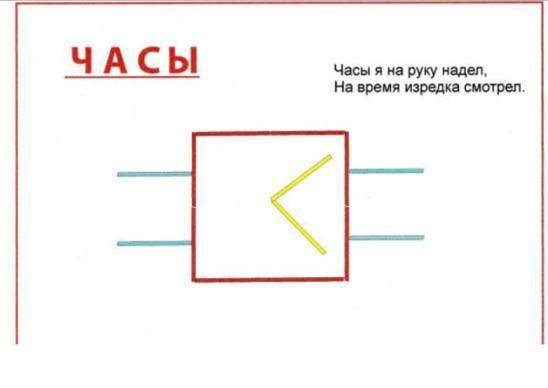 ЧАСЫ
Часы я на руку надел,
На время изредка смотрел.